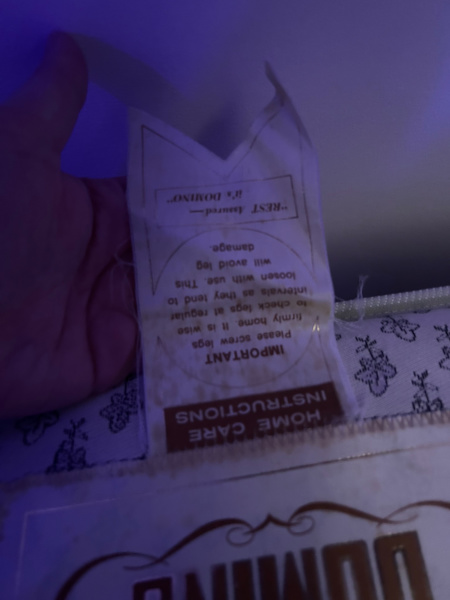 HOME CARE
INSTRUCTIONS
IMPORTANT
Please screw legs
firmly home. It is wise
to check legs at regular
intervals as they tend to
loosen with use. This
will avoid leg
damage.
"REST Assured—
it's DOMINO"
DOMINO